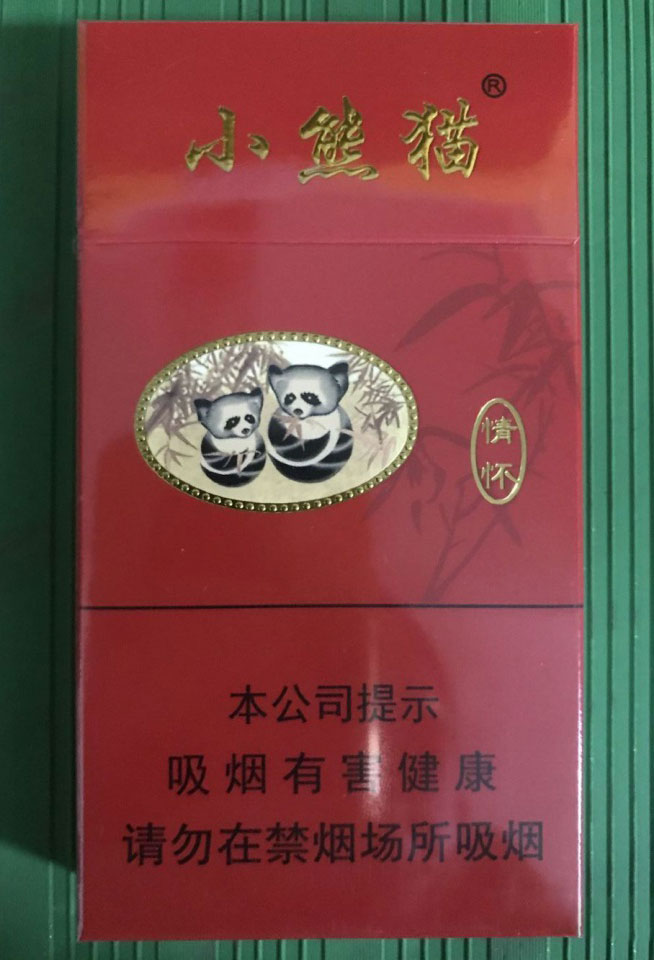 小熊猫®
情
怀
本公司提示
吸烟有害健康
请勿在禁烟场所吸烟